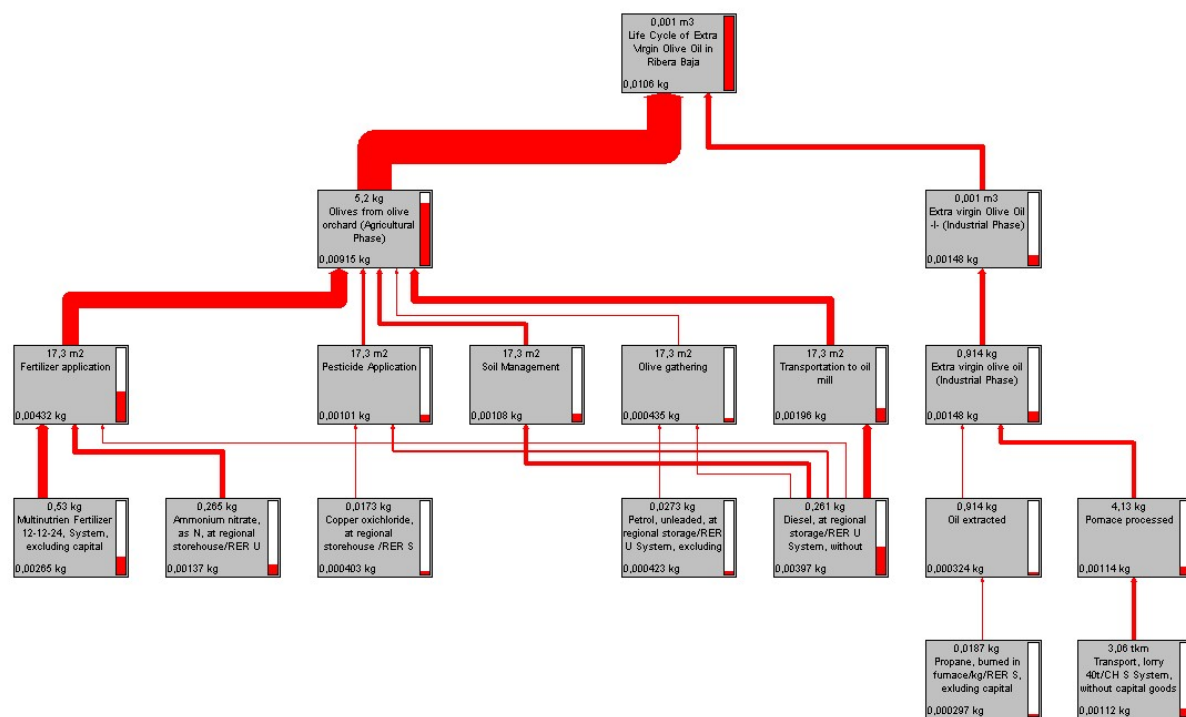 0,001 m3
Life Cycle of Extra
Virgin Olive Oil in
Ribera Baja
0,0106 kg
5,2 kg
Olives from olive
orchard (Agricultural
Phase)
0,00915 kg
0,001 m3
Extra virgin Olive Oil
-I- (Industrial Phase)
0,00148 kg
17,3 m2
Fertilizer application
0,00432 kg
17,3 m2
Pesticide Application
0,00101 kg
17,3 m2
Soil Management
0,00108 kg
17,3 m2
Olive gathering
0,000435 kg
17,3 m2
Transportation to oil
mill
0,00196 kg
0,914 kg
Extra virgin olive oil
(Industrial Phase)
0,00148 kg
0,53 kg
Multinutrien Fertilizer
12-12-24, System,
excluding capital
0,00265 kg
0,265 kg
Ammonium nitrate,
as N, at regional
storehouse/RER U
0,00137 kg
0,0173 kg
Copper oxichloride,
at regional
storehouse /RER S
0,000403 kg
0,0273 kg
Petrol, unleaded, at
regional storage/RER
U System, excluding
0,000423 kg
0,261 kg
Diesel, at regional
storage/RER U
System, without
0,00397 kg
0,914 kg
Oil extracted
0,000324 kg
4,13 kg
Pomace processed
0,00114 kg
0,0187 kg
Propane, burned in
furnace/kg/RER S,
exluding capital
0,000297 kg
3,06 tkm
Transport, lorry
40t/CH S System,
without capital goods
0,00112 kg